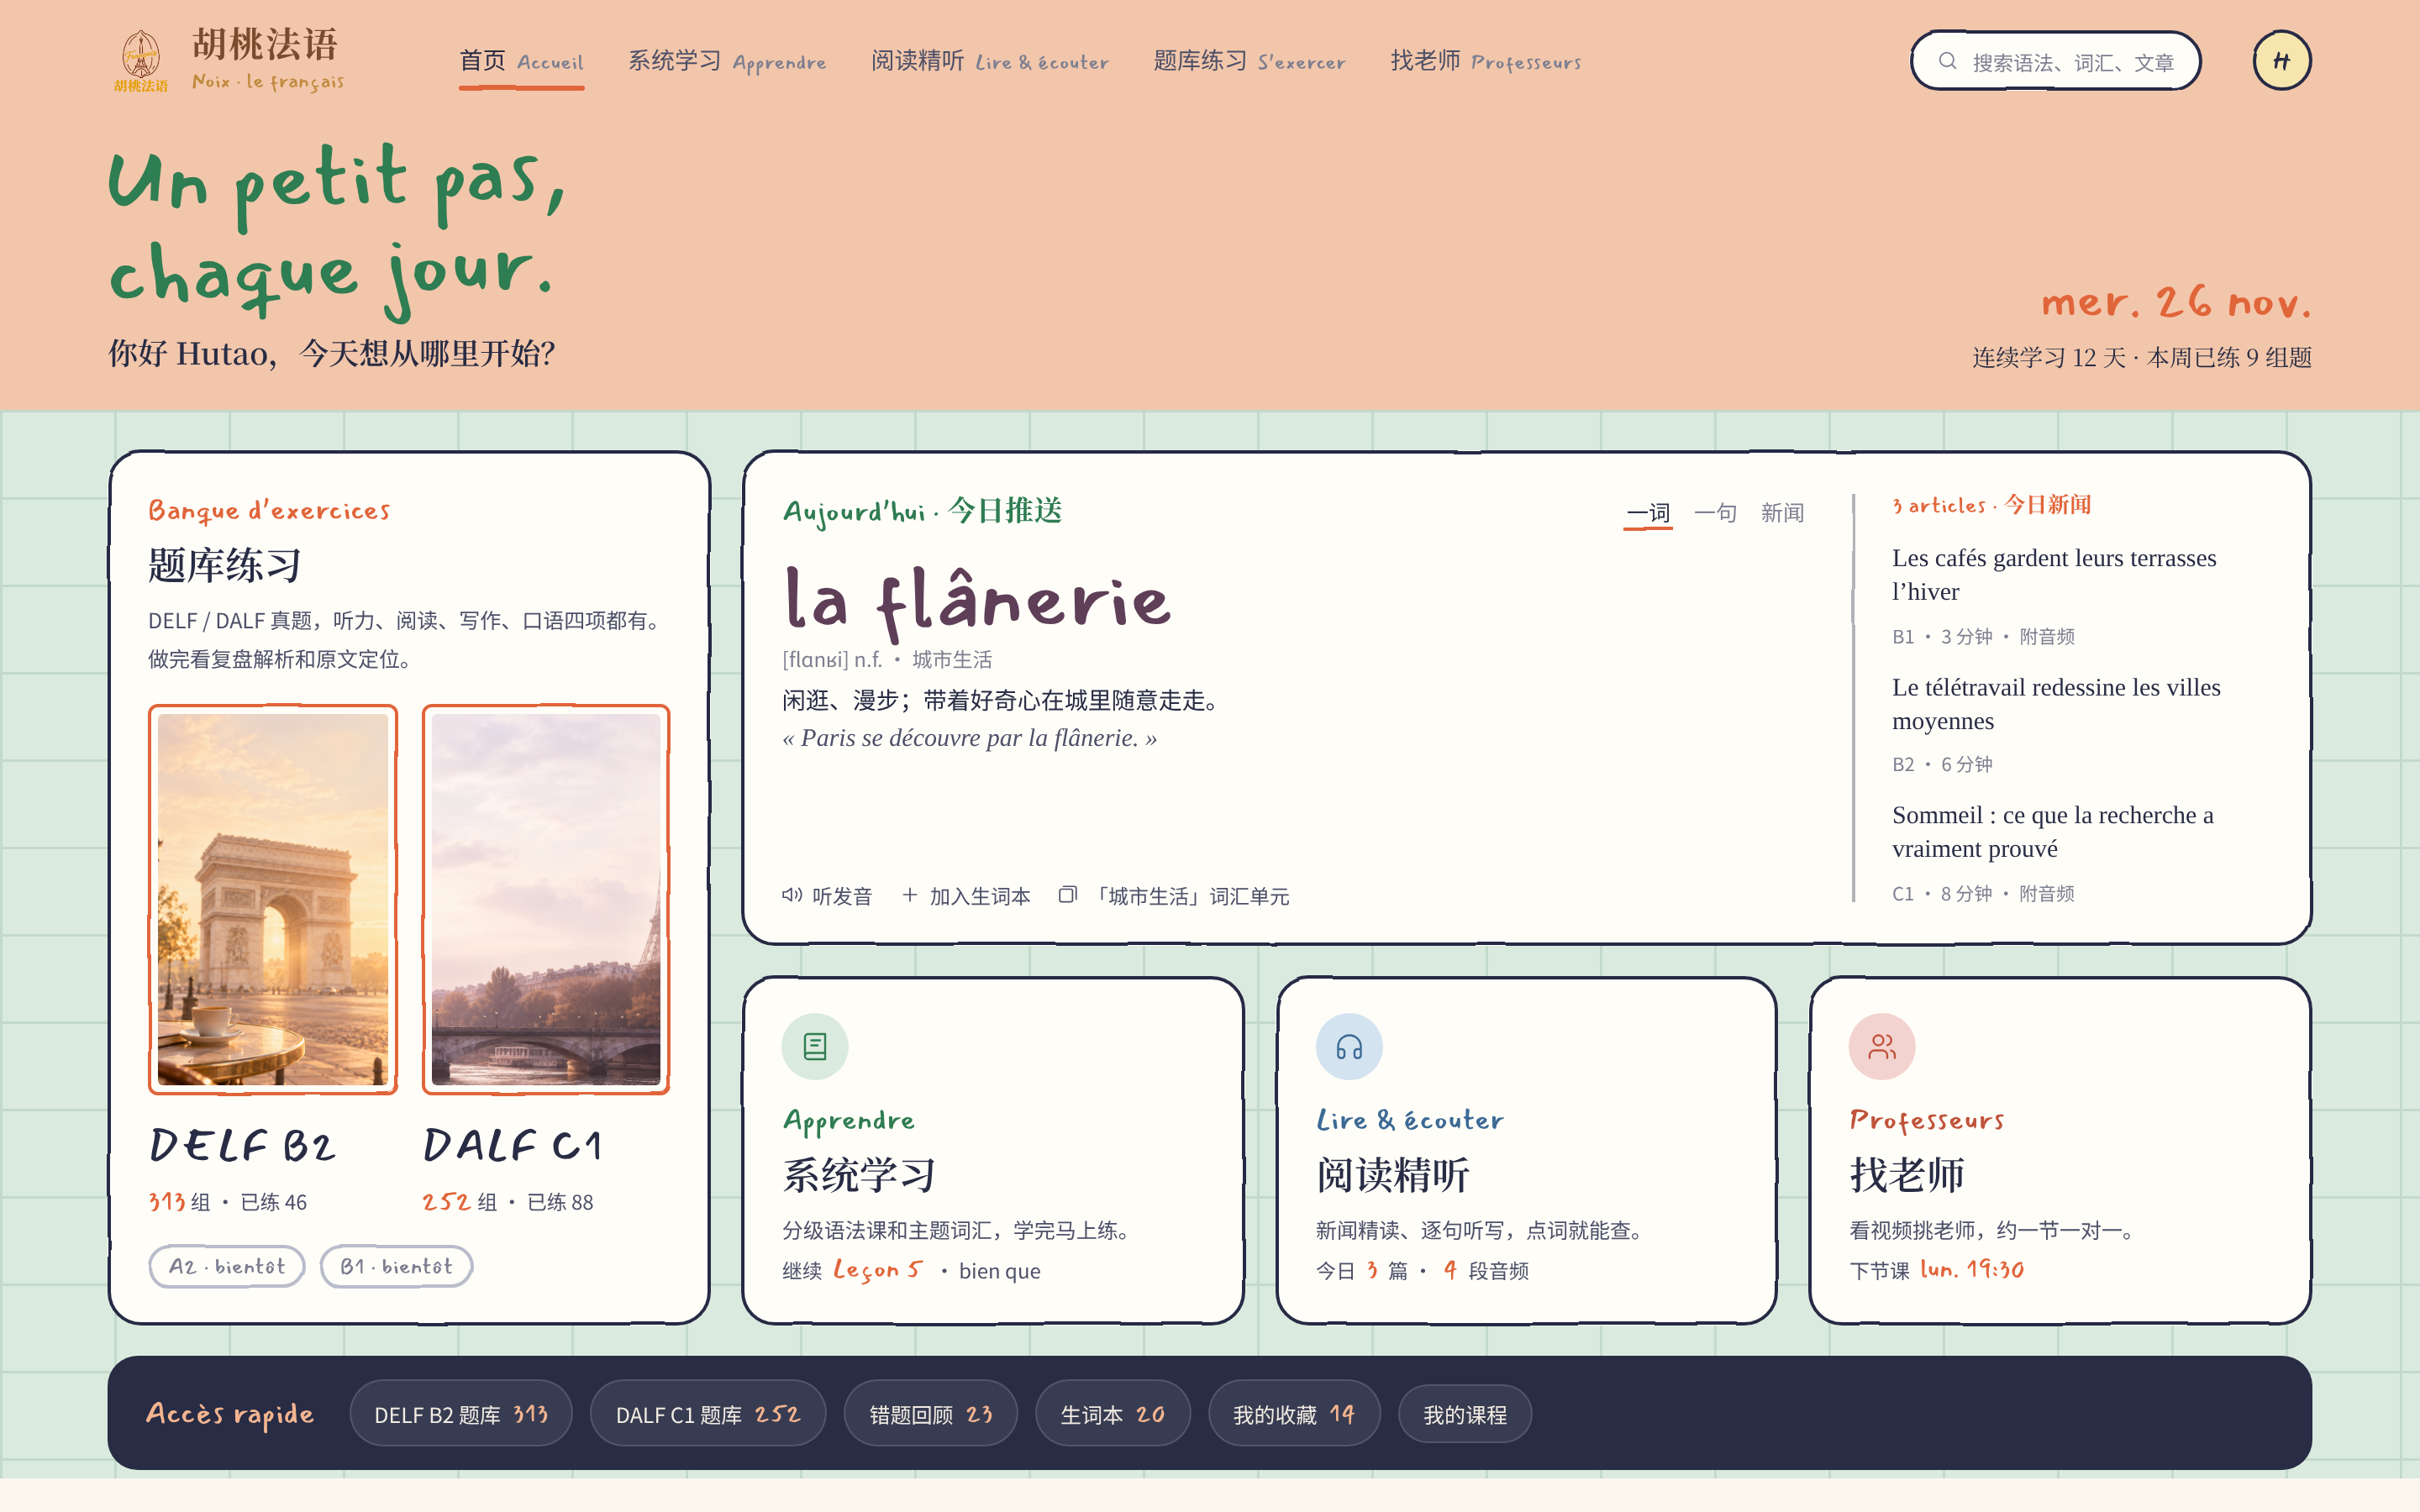 胡桃法语
Français
胡桃法语
Noix · le français
首页 Accueil
系统学习 Apprendre
阅读精听 Lire & écouter
题库练习 S'exercer
找老师 Professeurs
搜索语法、词汇、文章
H
Un petit pas,
chaque jour.
你好 Hutao，今天想从哪里开始？
mer. 26 nov.
连续学习 12 天 · 本周已练 9 组题
Banque d'exercices
题库练习
DELF / DALF 真题，听力、阅读、写作、口语四项都有。
做完看复盘解析和原文定位。
DELF B2
313 组 · 已练 46
DALF C1
252 组 · 已练 88
A2 · bientôt
B1 · bientôt
Aujourd'hui · 今日推送
一词 一句 新闻
la flânerie
[flɑnʁi] n.f. · 城市生活
闲逛、漫步；带着好奇心在城里随意走走。
« Paris se découvre par la flânerie. »
听发音
加入生词本
「城市生活」词汇单元
3 articles · 今日新闻
Les cafés gardent leurs terrasses
l’hiver
B1 · 3 分钟 · 附音频
Le télétravail redessine les villes
moyennes
B2 · 6 分钟
Sommeil : ce que la recherche a
vraiment prouvé
C1 · 8 分钟 · 附音频
Apprendre
系统学习
分级语法课和主题词汇，学完马上练。
继续 Leçon 5 · bien que
Lire & écouter
阅读精听
新闻精读、逐句听写，点词就能查。
今日 3 篇 · 4 段音频
Professeurs
找老师
看视频挑老师，约一节一对一。
下节课 lun. 19:30
Accès rapide
DELF B2 题库 313
DALF C1 题库 252
错题回顾 23
生词本 20
我的收藏 14
我的课程